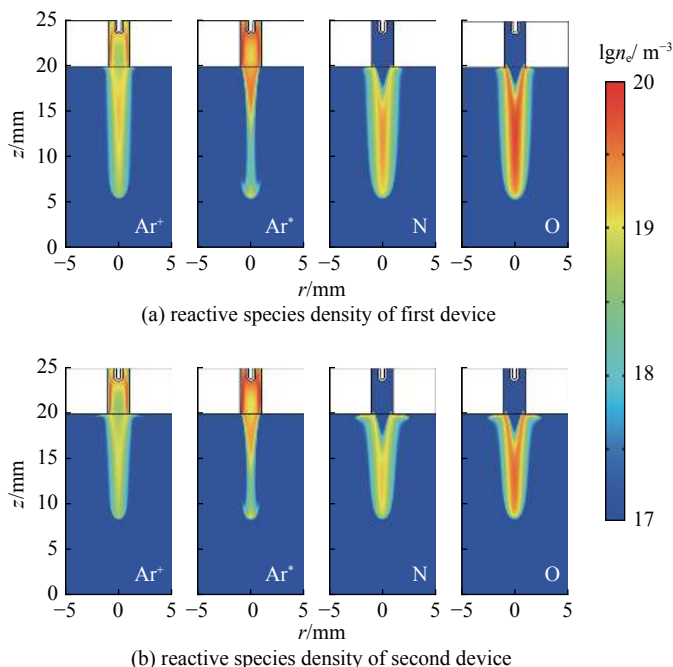 lgnₑ/ m⁻³
25
20
15
10
5
0
z/mm
Ar⁺
Ar*
N
O
−5 0 5
−5 0 5
−5 0 5
−5 0 5
r/mm
(a) reactive species density of first device
25
20
15
10
5
0
z/mm
Ar⁺
Ar*
N
O
−5 0 5
−5 0 5
−5 0 5
−5 0 5
r/mm
(b) reactive species density of second device
20
19
18
17